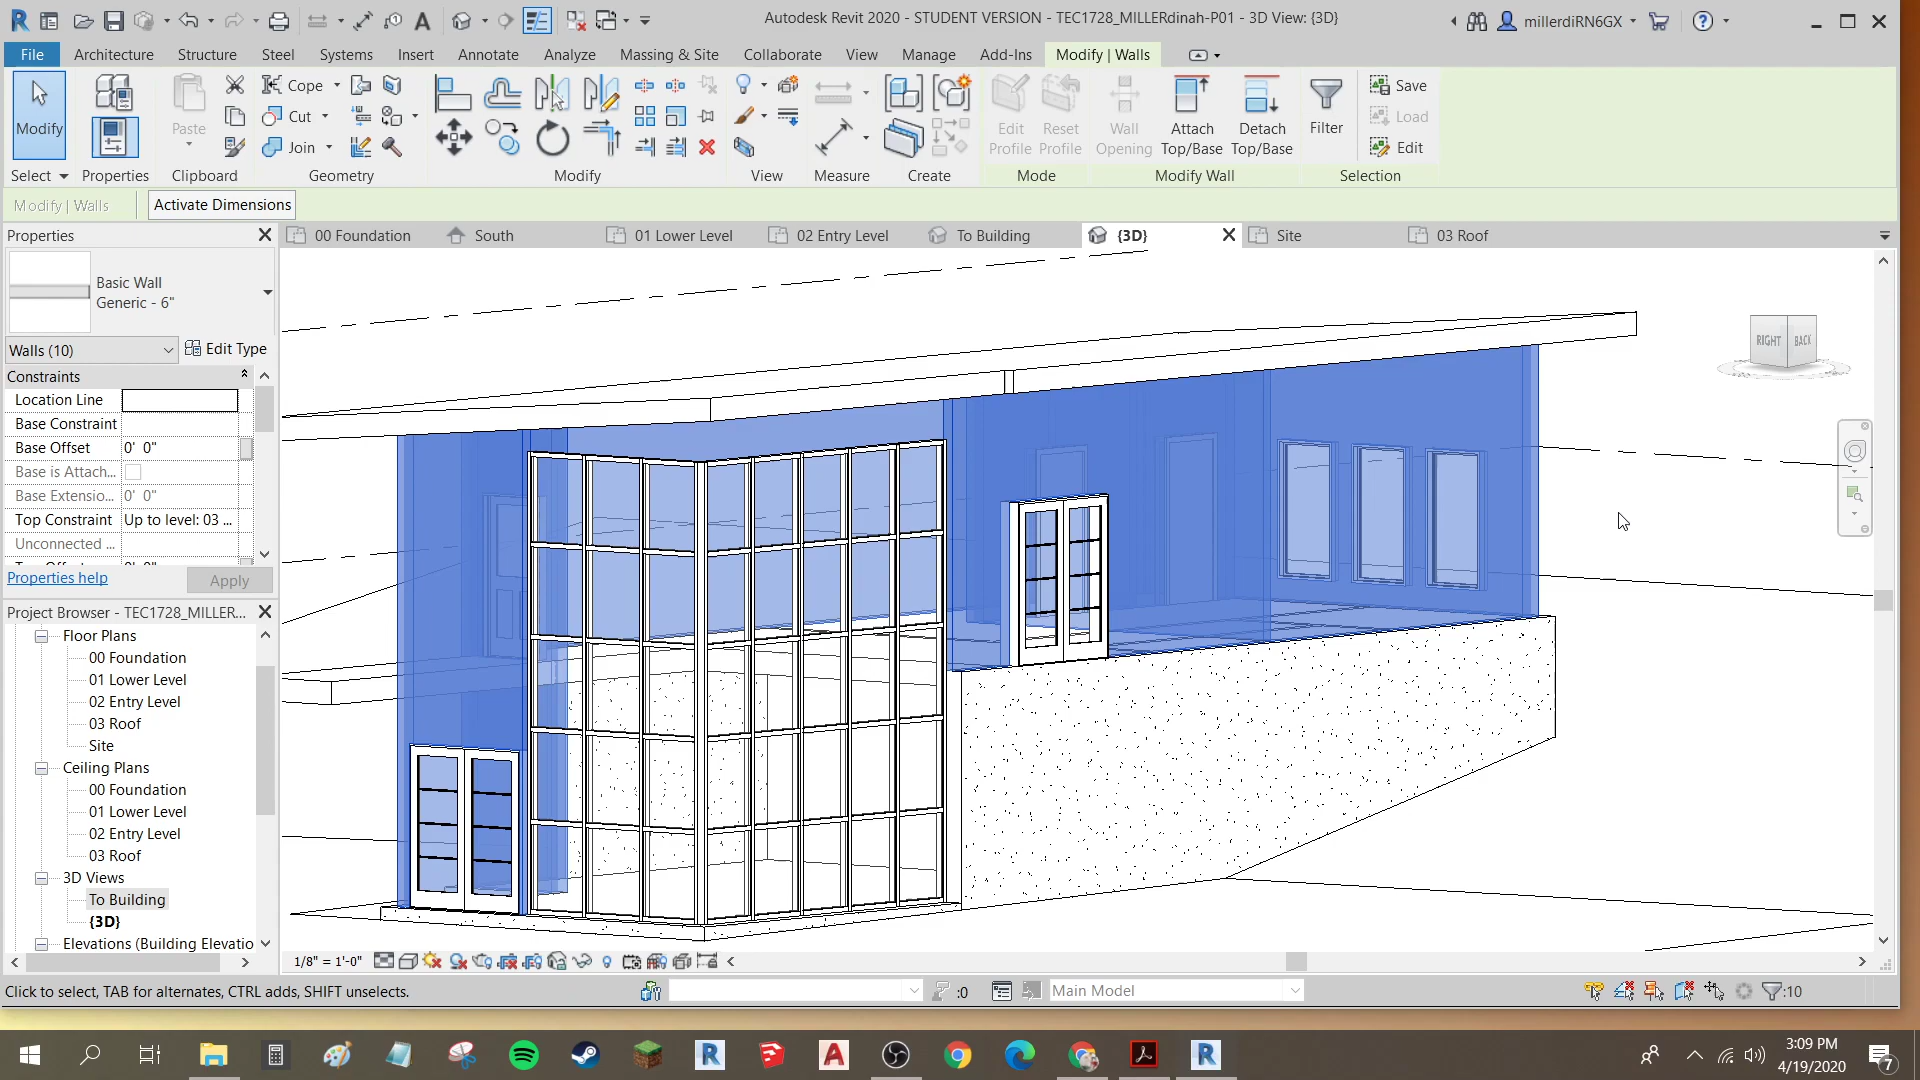 Autodesk Revit 2020 - STUDENT VERSION - TEC1728_MILLERdinah-P01 - 3D View: {3D}
millerdiRN6GX
File Architecture Structure Steel Systems Insert Annotate Analyze Massing & Site Collaborate View Manage Add-Ins Modify | Walls
Modify
Paste
Cope
Cut
Join
Edit Profile
Reset Profile
Wall Opening
Attach Top/Base
Detach Top/Base
Filter
Save
Load
Edit
Select Properties Clipboard Geometry Modify View Measure Create Mode Modify Wall Selection
Modify | Walls Activate Dimensions
Properties
00 Foundation South 01 Lower Level 02 Entry Level To Building {3D} Site 03 Roof
Basic Wall
Generic - 6"
Walls (10) Edit Type
Constraints
Location Line
Base Constraint
Base Offset 0' 0"
Base is Attach...
Base Extensio... 0' 0"
Top Constraint Up to level: 03 ...
Unconnected ...
Properties help Apply
RIGHT BACK
Project Browser - TEC1728_MILLER...
Floor Plans
00 Foundation
01 Lower Level
02 Entry Level
03 Roof
Site
Ceiling Plans
00 Foundation
01 Lower Level
02 Entry Level
03 Roof
3D Views
To Building
{3D}
Elevations (Building Elevatio
1/8" = 1'-0"
Click to select, TAB for alternates, CTRL adds, SHIFT unselects.
:0
Main Model
:10
3:09 PM
4/19/2020
7